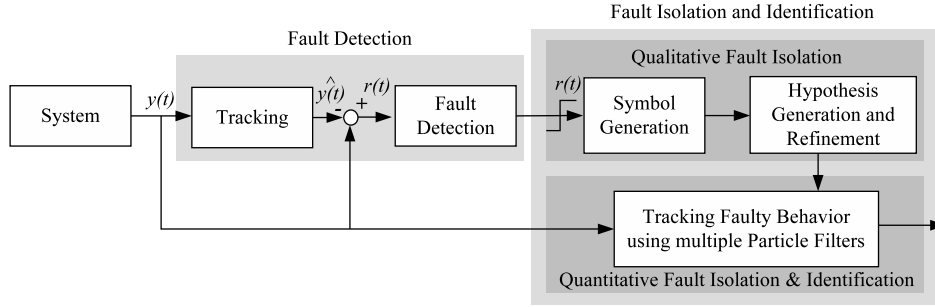 Fault Isolation and Identification
Fault Detection
Qualitative Fault Isolation
System
y(t)
Tracking
ŷ(t)
-
+
r(t)
Fault
Detection
r(t)
Symbol
Generation
Hypothesis
Generation and
Refinement
Tracking Faulty Behavior
using multiple Particle Filters
Quantitative Fault Isolation & Identification